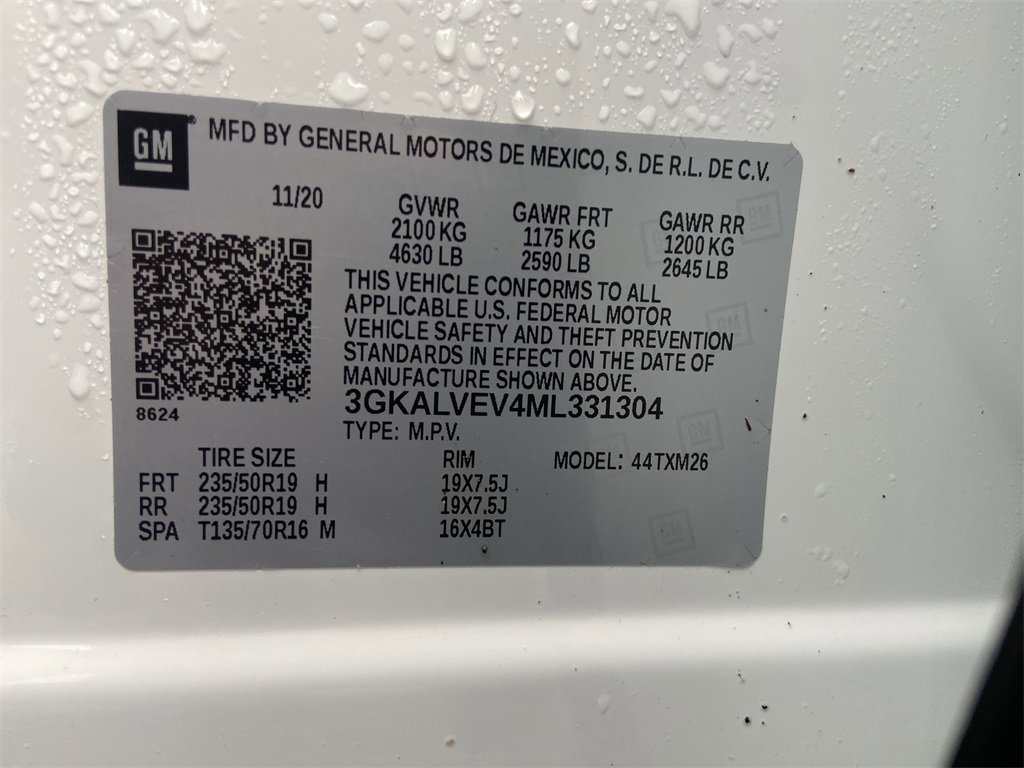 GM ® MFD BY GENERAL MOTORS DE MEXICO, S. DE R.L. DE C.V.
11/20 GVWR GAWR FRT GAWR RR
2100 KG 1175 KG 1200 KG
4630 LB 2590 LB 2645 LB
THIS VEHICLE CONFORMS TO ALL
APPLICABLE U.S. FEDERAL MOTOR
VEHICLE SAFETY AND THEFT PREVENTION
STANDARDS IN EFFECT ON THE DATE OF
MANUFACTURE SHOWN ABOVE.
8624 3GKALVEV4ML331304
TYPE: M.P.V.
TIRE SIZE RIM MODEL: 44TXM26
FRT 235/50R19 H 19X7.5J
RR 235/50R19 H 19X7.5J
SPA T135/70R16 M 16X4BT